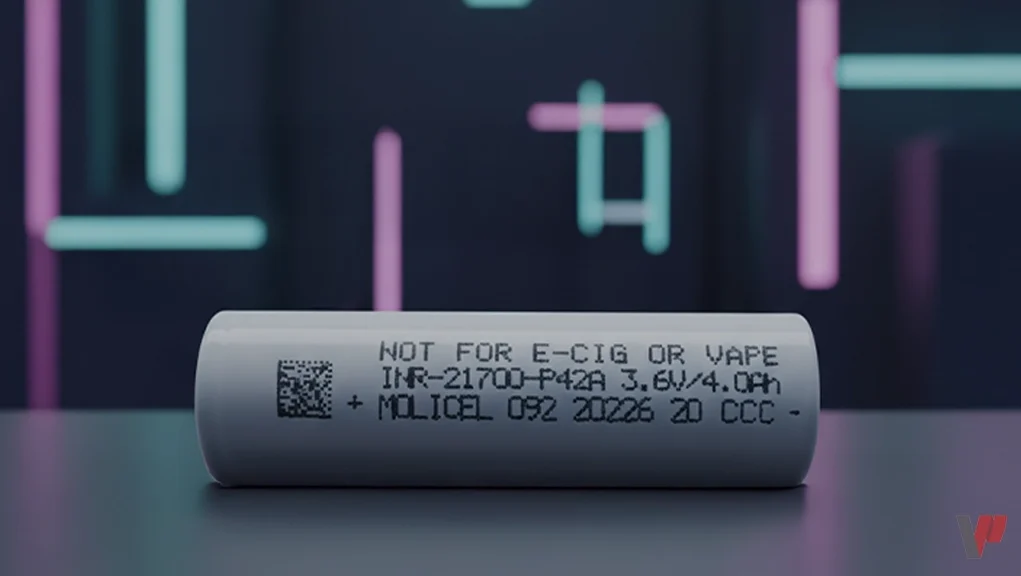 NOT FOR E-CIG OR VAPE
INR-21700-P42A 3.6V/4.0Ah
+ MOLICEL 092 20226 20 CCC -